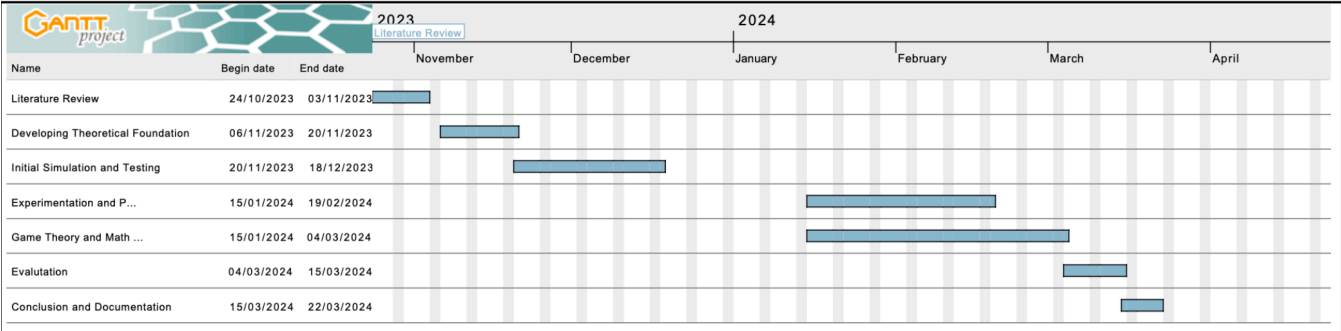 GANTT project
2023 2024
Literature Review
November December January February March April
Name Begin date End date
Literature Review 24/10/2023 03/11/2023
Developing Theoretical Foundation 06/11/2023 20/11/2023
Initial Simulation and Testing 20/11/2023 18/12/2023
Experimentation and P... 15/01/2024 19/02/2024
Game Theory and Math ... 15/01/2024 04/03/2024
Evalutation 04/03/2024 15/03/2024
Conclusion and Documentation 15/03/2024 22/03/2024